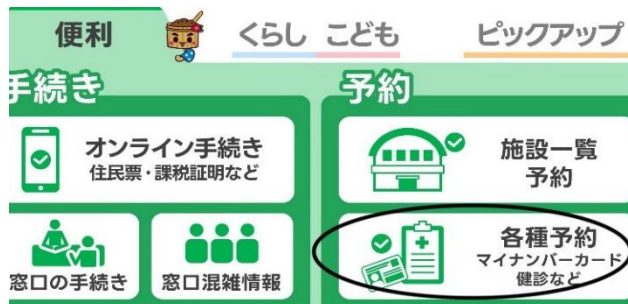 便利
くらし こども
ピックアップ
手続き
オンライン手続き
住民票・課税証明など
窓口の手続き
窓口混雑情報
予約
施設一覧
予約
各種予約
マイナンバーカード
健診など